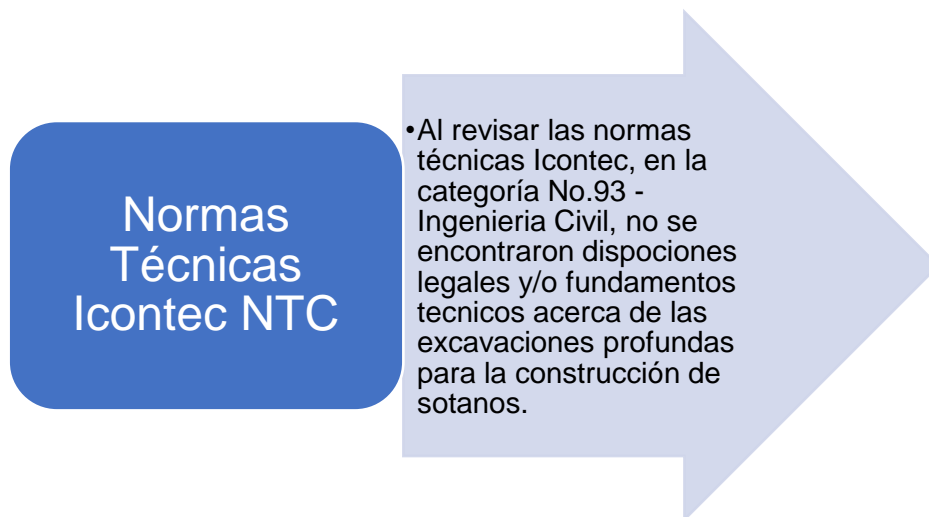 Normas
Técnicas
Icontec NTC
•Al revisar las normas
técnicas Icontec, en la
categoría No.93 -
Ingenieria Civil, no se
encontraron dispociones
legales y/o fundamentos
tecnicos acerca de las
excavaciones profundas
para la construcción de
sotanos.